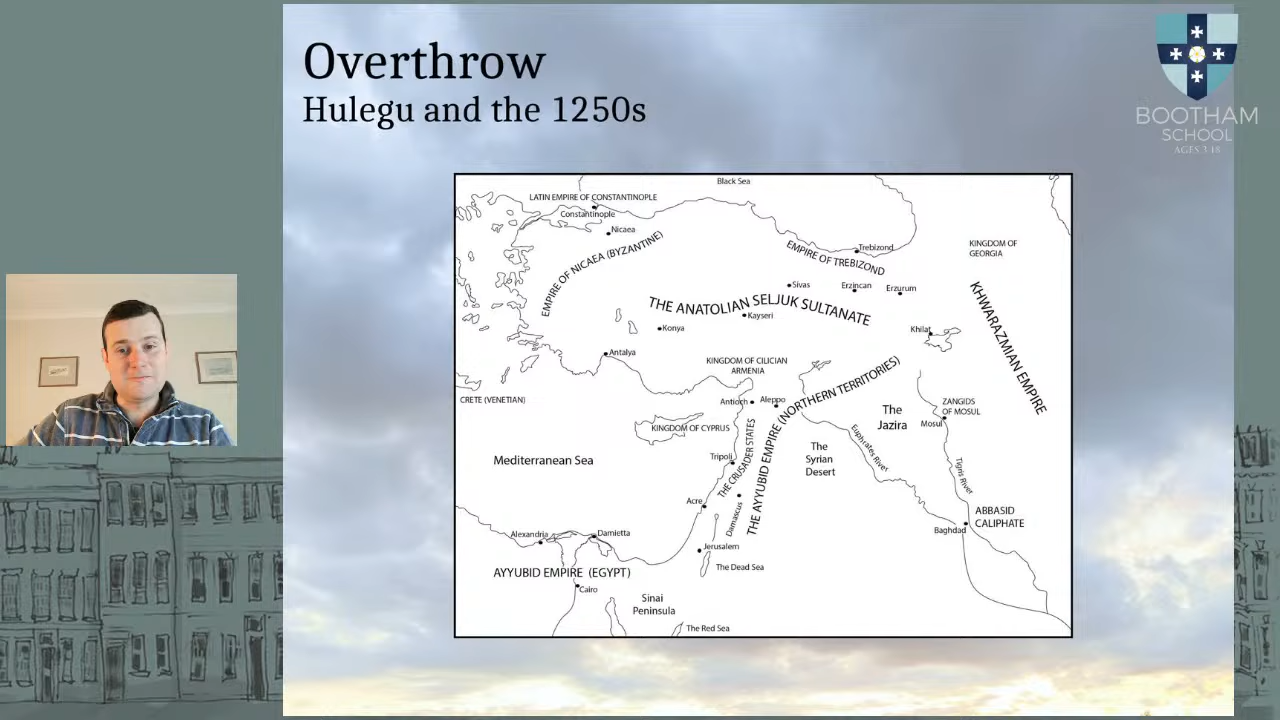 Overthrow
Hulegu and the 1250s
BOOTHAM
SCHOOL
AGES 3-18
Black Sea
LATIN EMPIRE OF CONSTANTINOPLE
Constantinople
Nicaea
EMPIRE OF NICAEA (BYZANTINE)
Trebizond
EMPIRE OF TREBIZOND
KINGDOM OF
GEORGIA
Sivas
Erzincan
Erzurum
THE ANATOLIAN SELJUK SULTANATE
Kayseri
Konya
Khilat
KHWARAZMIAN EMPIRE
Antalya
KINGDOM OF CILICIAN
ARMENIA
CRETE (VENETIAN)
Antioch
Aleppo
THE AYYUBID EMPIRE (NORTHERN TERRITORIES)
ZANGIDS
OF MOSUL
Mosul
The
Jazira
KINGDOM OF CYPRUS
THE CRUSADER STATES
Euphrates River
The
Syrian
Desert
Mediterranean Sea
Tripoli
Tigris River
Acre
Damascus
ABBASID
CALIPHATE
Baghdad
Alexandria
Damietta
Jerusalem
The Dead Sea
AYYUBID EMPIRE (EGYPT)
Cairo
Sinai
Peninsula
The Red Sea